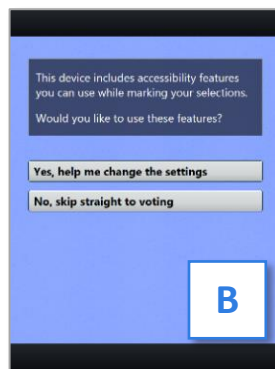 This device includes accessibility features
you can use while marking your selections.
Would you like to use these features?
Yes, help me change the settings
No, skip straight to voting
B